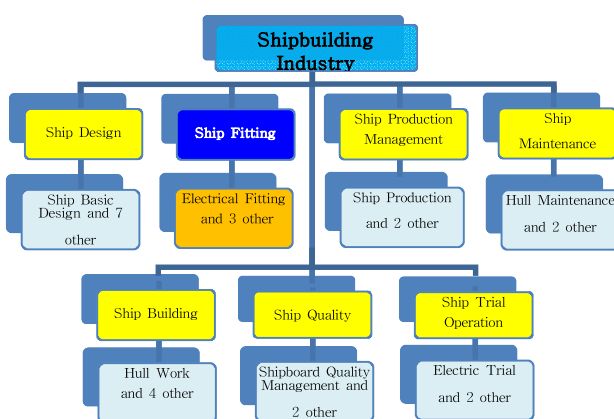 Shipbuilding
Industry
Ship Design
Ship Fitting
Ship Production
Management
Ship
Maintenance
Ship Basic
Design and 7
other
Electrical Fitting
and 3 other
Ship Production
and 2 other
Hull Maintenance
and 2 other
Ship Building
Ship Quality
Ship Trial
Operation
Hull Work
and 4 other
Shipboard Quality
Management and
2 other
Electric Trial
and 2 other